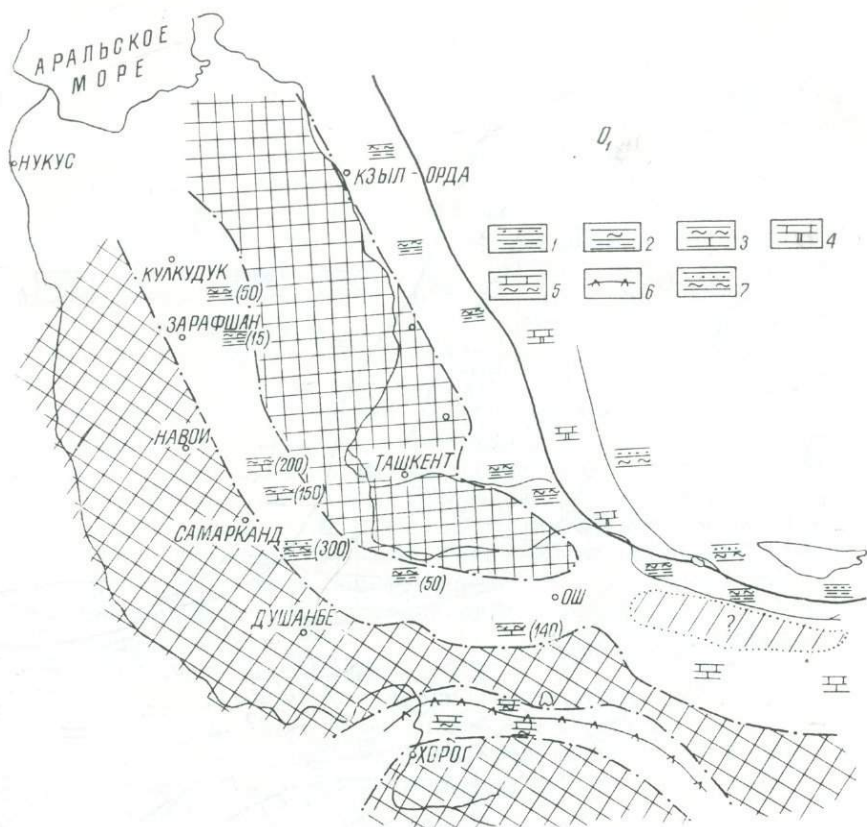 АРАЛЬСКОЕ
МОРЕ
НУКУС
КЗЫЛ-ОРДА
КУЛКУДУК
(50)
ЗАРАФШАН
(15)
НАВОИ
(200)
ТАШКЕНТ
(150)
САМАРКАНД
(300)
(50)
ОШ
ДУШАНБЕ
(140)
ХОРОГ
?
D₁
1 2 3 4
5 6 7